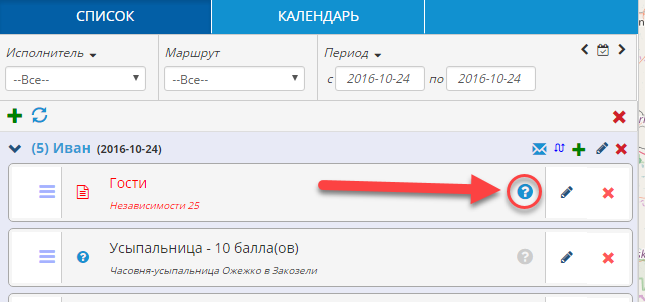 СПИСОК КАЛЕНДАРЬ
Исполнитель Маршрут Период
--Все-- --Все-- с 2016-10-24 по 2016-10-24
(5) Иван (2016-10-24)
Гости
Независимости 25
Усыпальница - 10 балла(ов)
Часовня-усыпальница Ожежко в Закозели